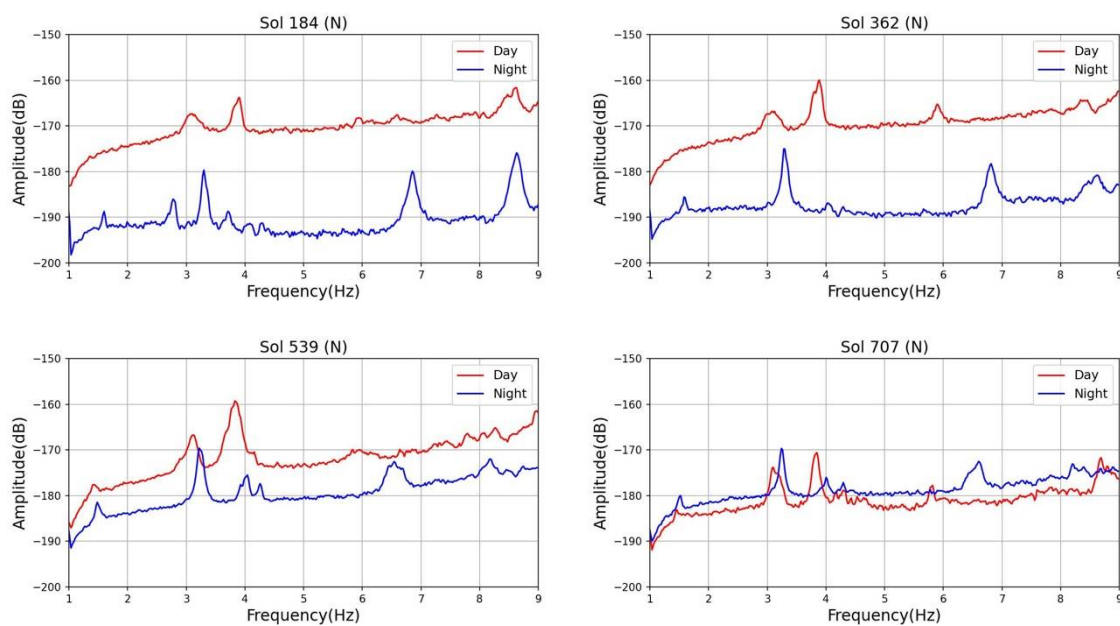 Sol 184 (N)
Amplitude(dB)
−150
−160
−170
−180
−190
−200
Day
Night
1 2 3 4 5 6 7 8 9
Frequency(Hz)
Sol 362 (N)
Amplitude(dB)
−150
−160
−170
−180
−190
−200
Day
Night
1 2 3 4 5 6 7 8 9
Frequency(Hz)
Sol 539 (N)
Amplitude(dB)
−150
−160
−170
−180
−190
−200
Day
Night
1 2 3 4 5 6 7 8 9
Frequency(Hz)
Sol 707 (N)
Amplitude(dB)
−150
−160
−170
−180
−190
−200
Day
Night
1 2 3 4 5 6 7 8 9
Frequency(Hz)